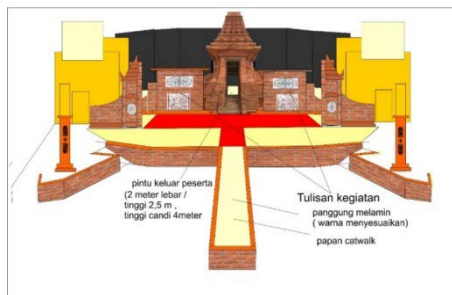 pintu keluar peserta
(2 meter lebar /
tinggi 2,5 m ,
tinggi candi 4meter
Tulisan kegiatan
panggung melamin
( warna menyesuaikan)
papan catwalk